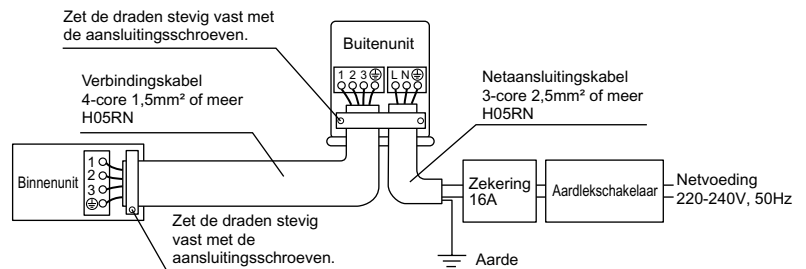 Zet de draden stevig vast met
de aansluitingsschroeven.
Buitenunit
1 2 3 L N
Verbindingskabel
4-core 1,5mm² of meer
H05RN
Netaansluitingskabel
3-core 2,5mm² of meer
H05RN
Binnenunit
1
2
3
Zekering
16A
Aardlekschakelaar
Netvoeding
220-240V, 50Hz
Zet de draden stevig
vast met de
aansluitingsschroeven.
Aarde